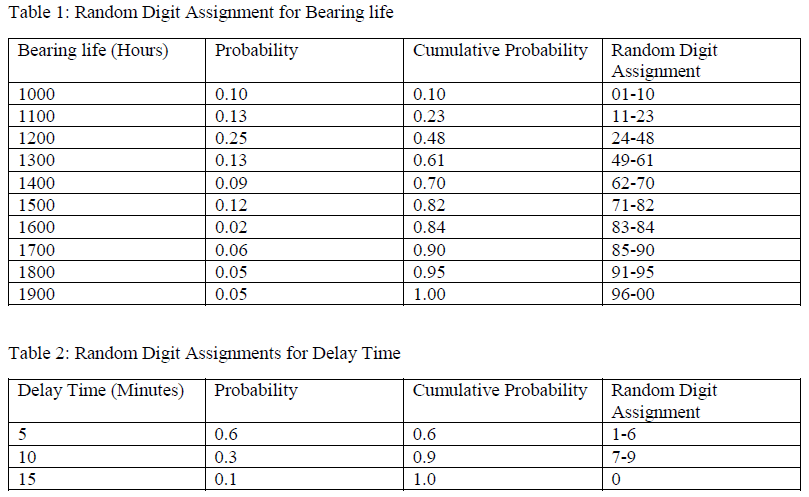 Table 1: Random Digit Assignment for Bearing life
Bearing life (Hours) Probability Cumulative Probability Random Digit
Assignment
1000 0.10 0.10 01-10
1100 0.13 0.23 11-23
1200 0.25 0.48 24-48
1300 0.13 0.61 49-61
1400 0.09 0.70 62-70
1500 0.12 0.82 71-82
1600 0.02 0.84 83-84
1700 0.06 0.90 85-90
1800 0.05 0.95 91-95
1900 0.05 1.00 96-00
Table 2: Random Digit Assignments for Delay Time
Delay Time (Minutes) Probability Cumulative Probability Random Digit
Assignment
5 0.6 0.6 1-6
10 0.3 0.9 7-9
15 0.1 1.0 0